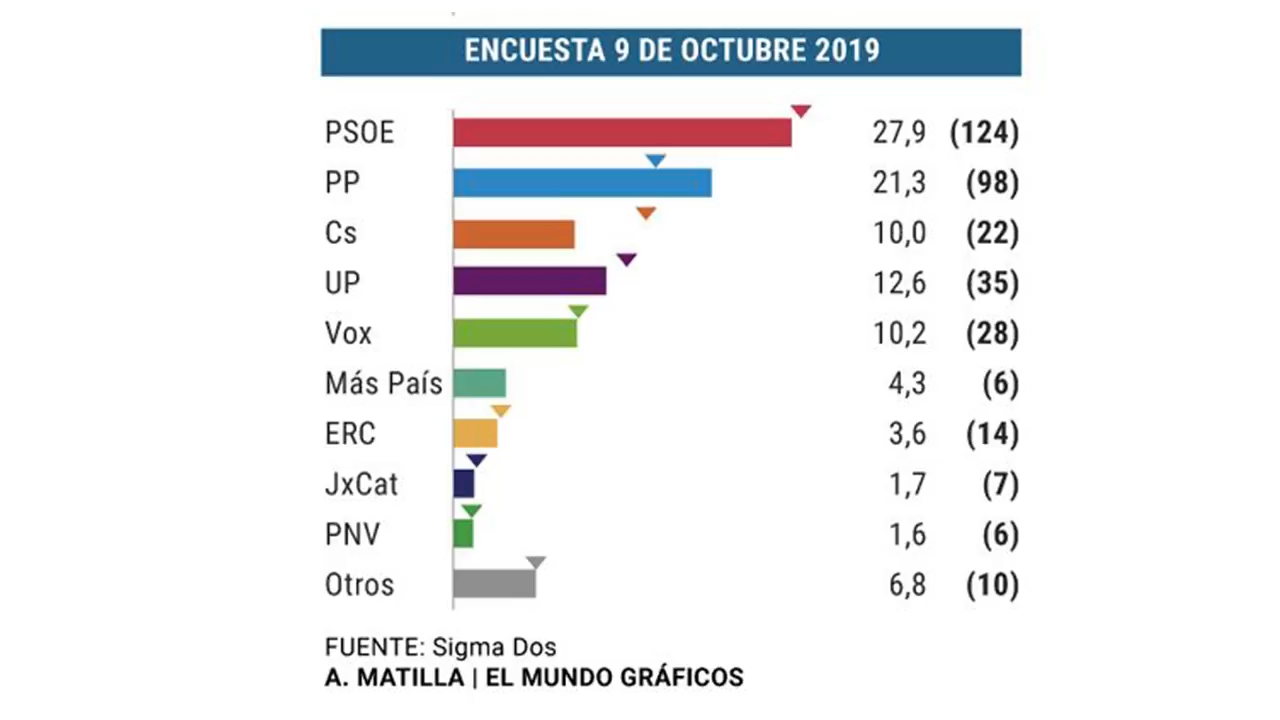 ENCUESTA 9 DE OCTUBRE 2019
PSOE 27,9 (124)
PP 21,3 (98)
Cs 10,0 (22)
UP 12,6 (35)
Vox 10,2 (28)
Más País 4,3 (6)
ERC 3,6 (14)
JxCat 1,7 (7)
PNV 1,6 (6)
Otros 6,8 (10)
FUENTE: Sigma Dos
A. MATILLA | EL MUNDO GRÁFICOS